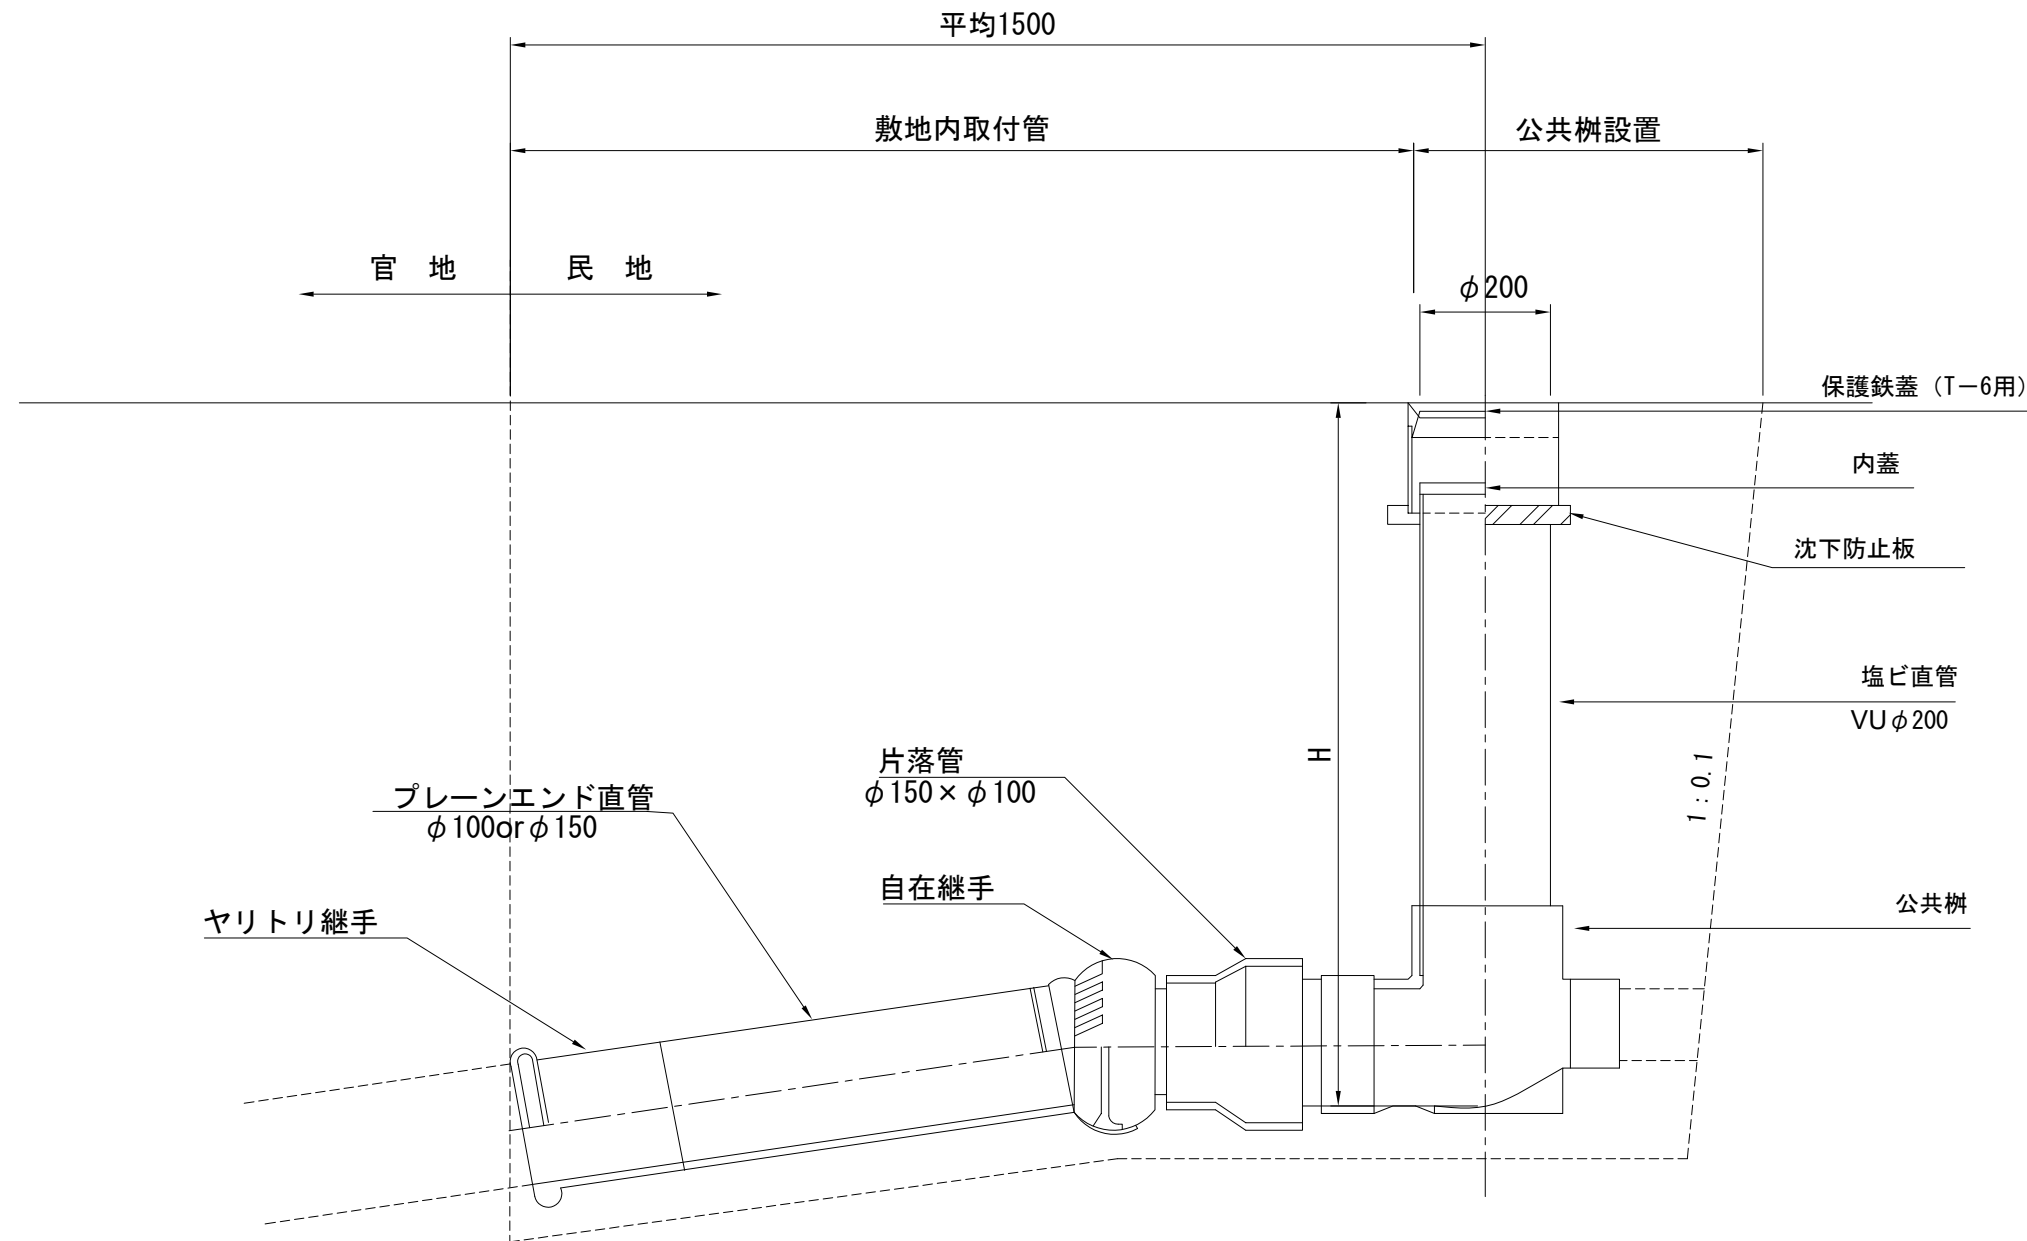 平均1500
敷地内取付管
公共桝設置
官　地
民　地
φ200
保護鉄蓋（T－6用）
内蓋
沈下防止板
塩ビ直管
VUφ200
H
1：0.1
片落管
φ150×φ100
プレーンエンド直管
φ100orφ150
自在継手
ヤリトリ継手
公共桝